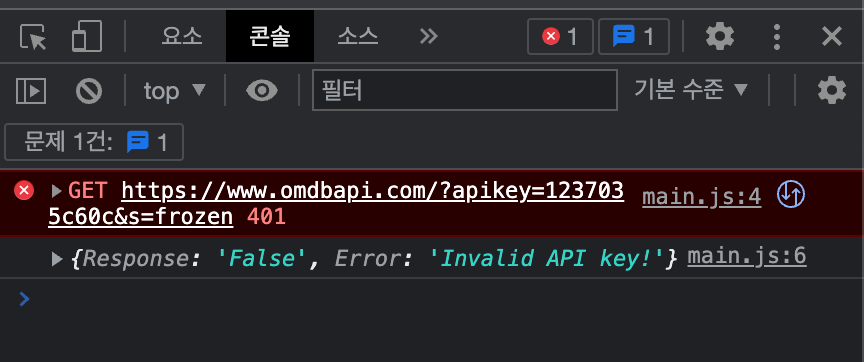 요소 콘솔 소스 » 1 1
top ▼ 필터 기본 수준 ▼
문제 1건: 1
▶GET https://www.omdbapi.com/?apikey=123703 main.js:4
5c60c&s=frozen 401
▶{Response: 'False', Error: 'Invalid API key!'} main.js:6
>